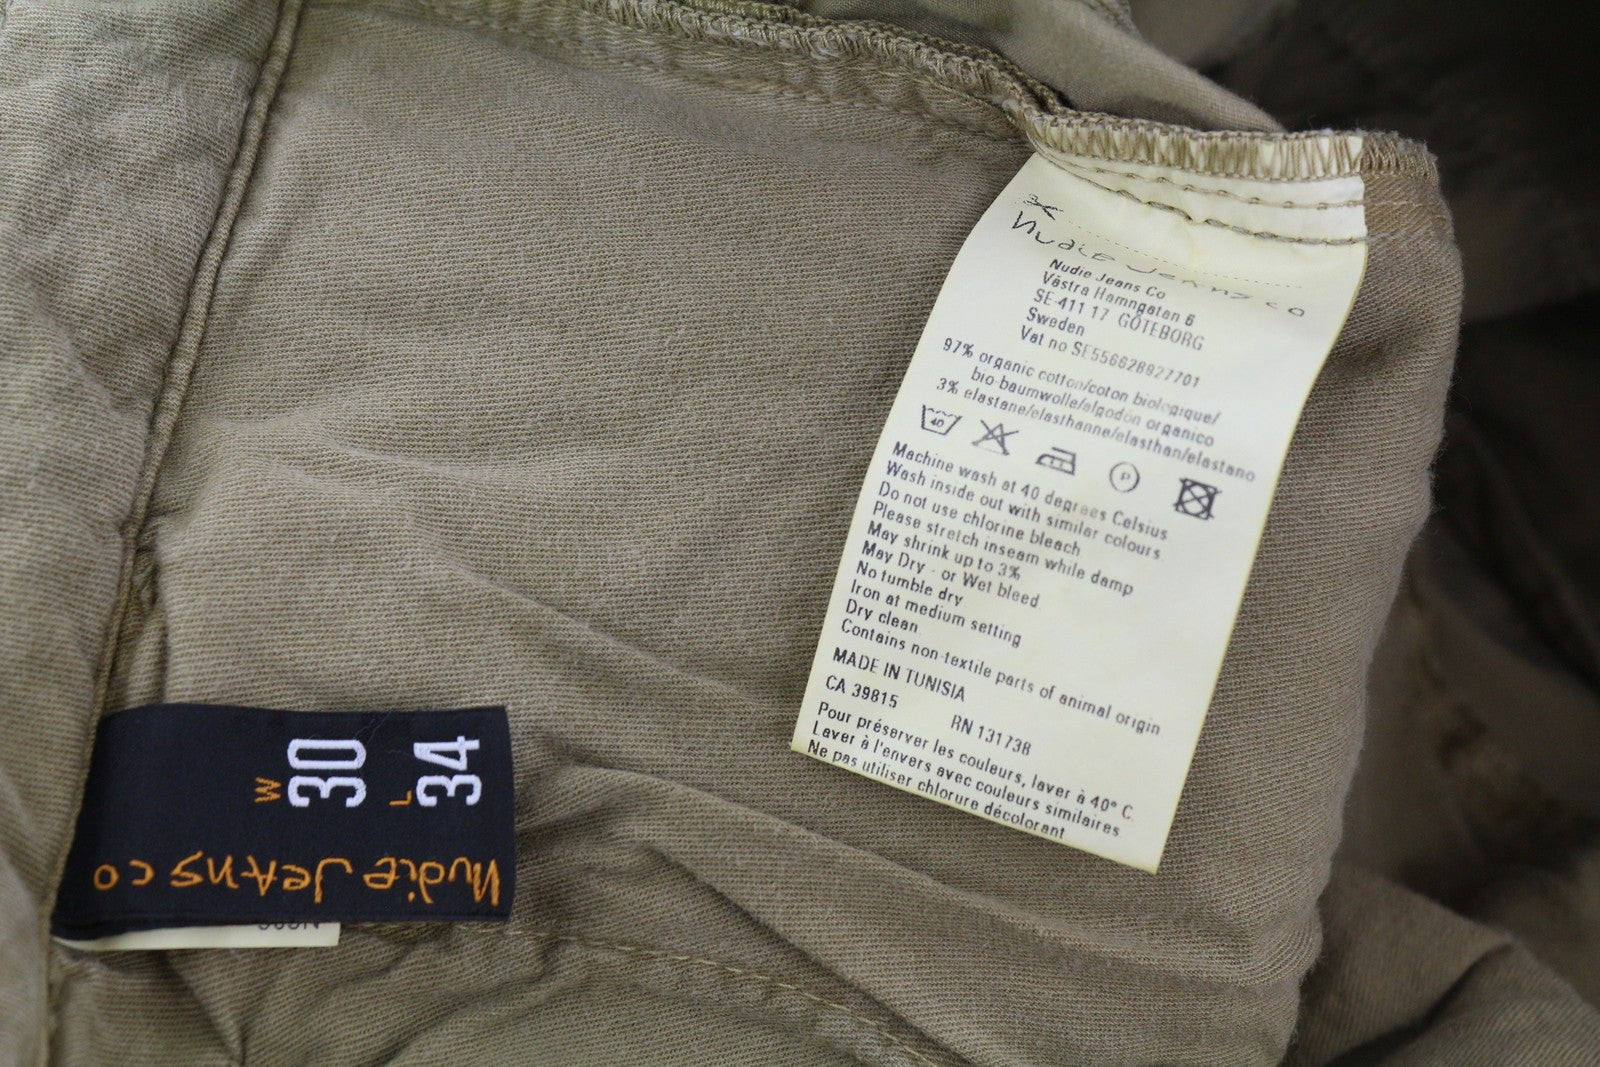 Nudie Jeans co
Nudie Jeans Co
Västra Hamngatan 6
SE-411 17 GÖTEBORG
Sweden
Vat no SE556628927701
97% organic cotton/coton biologique/
bio-baumwolle/algodón organico
3% elastane/elasthanne/elasthan/elastano
40
P
Machine wash at 40 degrees Celsius
Wash inside out with similar colours.
Do not use chlorine bleach
Please stretch inseam while damp
May shrink up to 3%
May Dry - or Wet bleed
No tumble dry
Iron at medium setting
Dry clean
Contains non-textile parts of animal origin.
MADE IN TUNISIA
CA 39815 RN 131738
Pour préserver les couleurs, laver à 40° C.
Laver à l'envers avec couleurs similaires
Ne pas utiliser chlorure décolorant
W 30
L 34
Nudie Jeans co